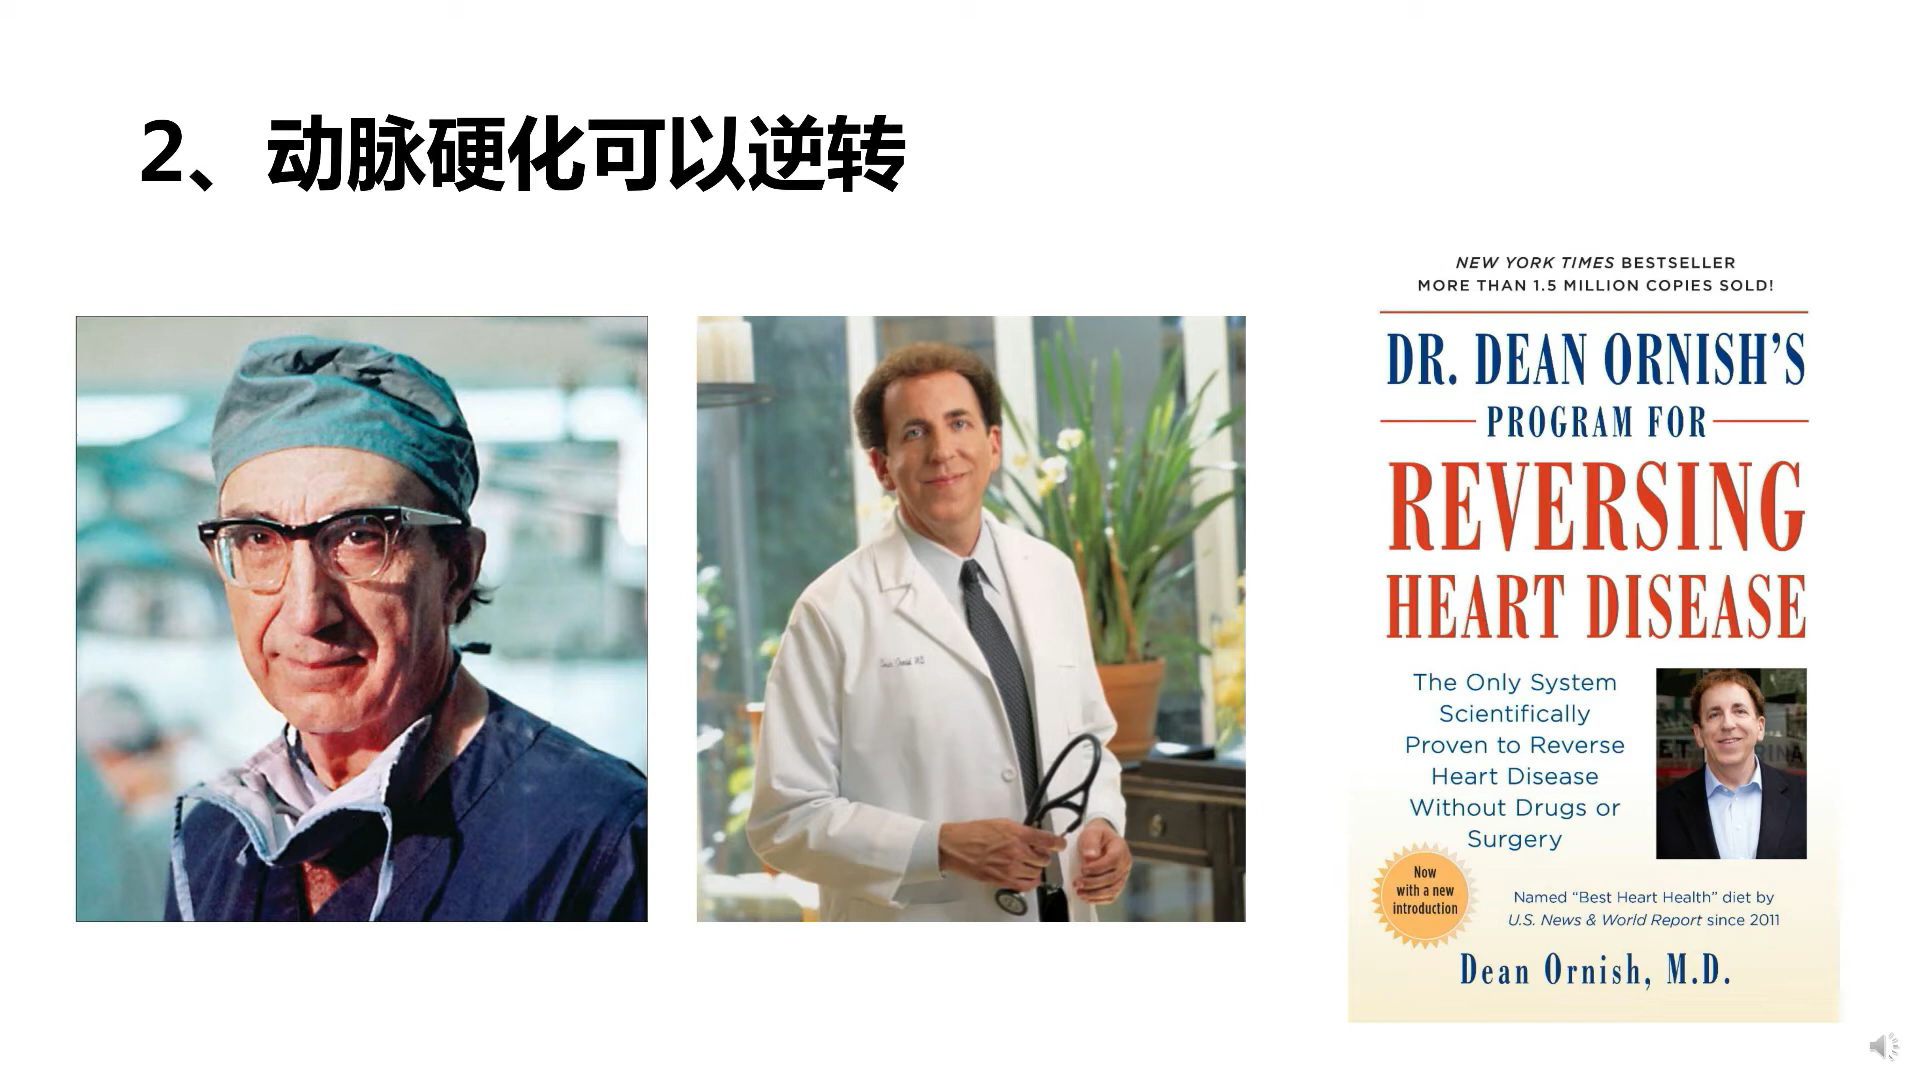 2、动脉硬化可以逆转
NEW YORK TIMES BESTSELLER
MORE THAN 1.5 MILLION COPIES SOLD!
DR. DEAN ORNISH'S
PROGRAM FOR
REVERSING
HEART DISEASE
The Only System
Scientifically
Proven to Reverse
Heart Disease
Without Drugs or
Surgery
Now
with a new
introduction
Named “Best Heart Health” diet by
U.S. News & World Report since 2011
Dean Ornish, M.D.